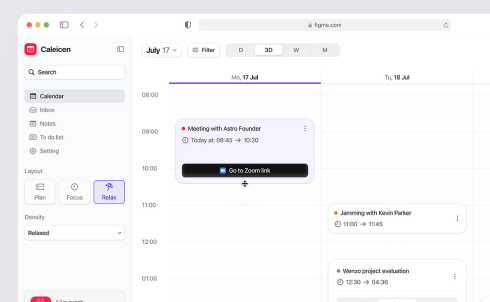 figma.com
Caleicen
July 17
Filter
D
3D
W
M
Search
Mo, 17 Jul
Tu, 18 Jul
Calendar
Inbox
Notes
To do list
Setting
08:00
09:00
10:00
11:00
12:00
01:00
Meeting with Astro Founder
Today at: 08:45 → 10:20
Go to Zoom link
Layout
Plan
Focus
Relax
Density
Relaxed
Jamming with Kevin Parker
11:00 → 11:45
Wenzo project evaluation
12:30 → 04:36
Live event